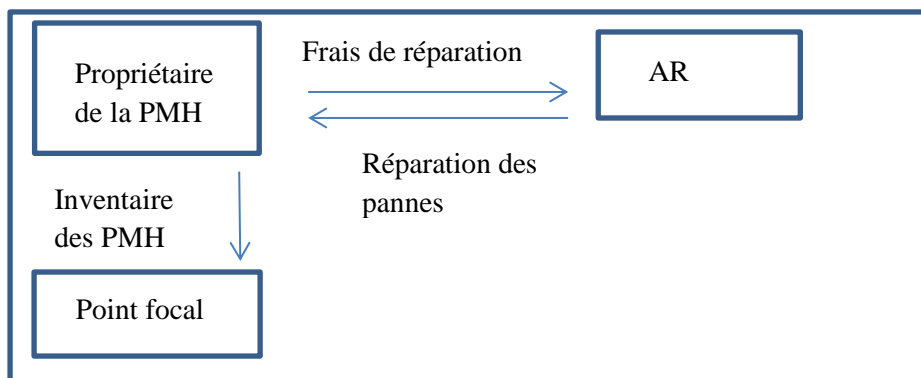 Propriétaire
de la PMH
Frais de réparation
AR
Réparation des
pannes
Inventaire
des PMH
Point focal